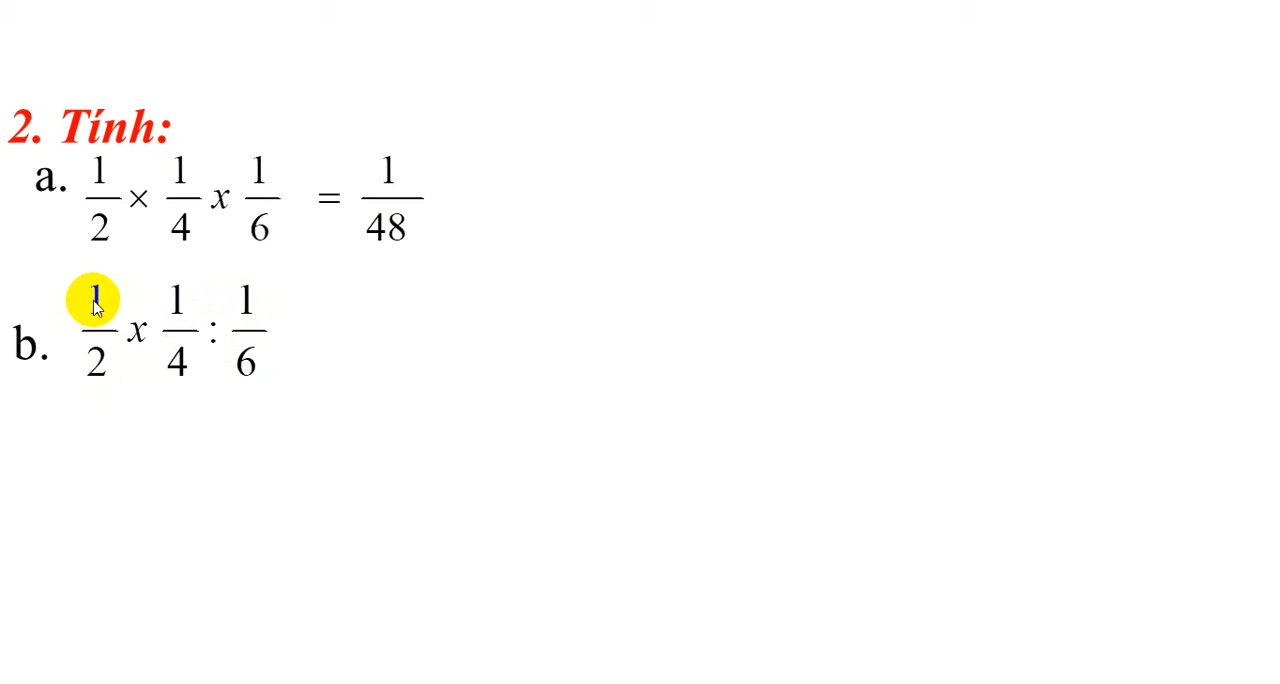 2. Tính:
a. 1/2 × 1/4 x 1/6 = 1/48
b. 1/2 x 1/4 : 1/6